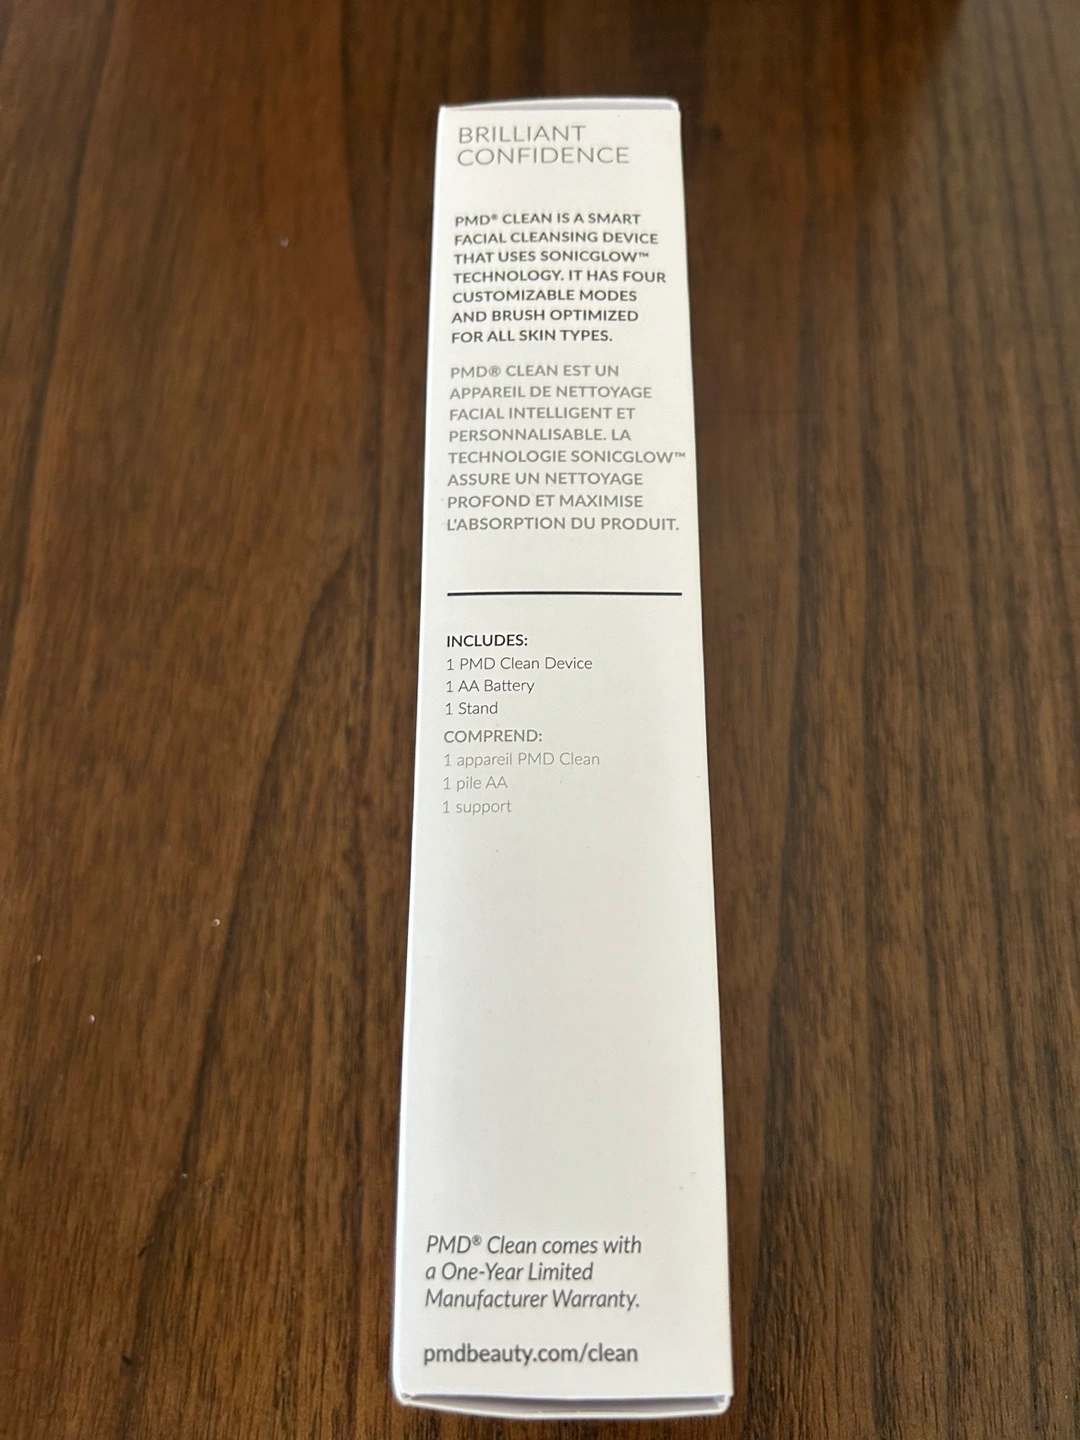 BRILLIANT
CONFIDENCE
PMD® CLEAN IS A SMART
FACIAL CLEANSING DEVICE
THAT USES SONICGLOW™
TECHNOLOGY. IT HAS FOUR
CUSTOMIZABLE MODES
AND BRUSH OPTIMIZED
FOR ALL SKIN TYPES.
PMD® CLEAN EST UN
APPAREIL DE NETTOYAGE
FACIAL INTELLIGENT ET
PERSONNALISABLE. LA
TECHNOLOGIE SONICGLOW™
ASSURE UN NETTOYAGE
PROFOND ET MAXIMISE
L'ABSORPTION DU PRODUIT.
INCLUDES:
1 PMD Clean Device
1 AA Battery
1 Stand
COMPREND:
1 appareil PMD Clean
1 pile AA
1 support
PMD® Clean comes with
a One-Year Limited
Manufacturer Warranty.
pmdbeauty.com/clean